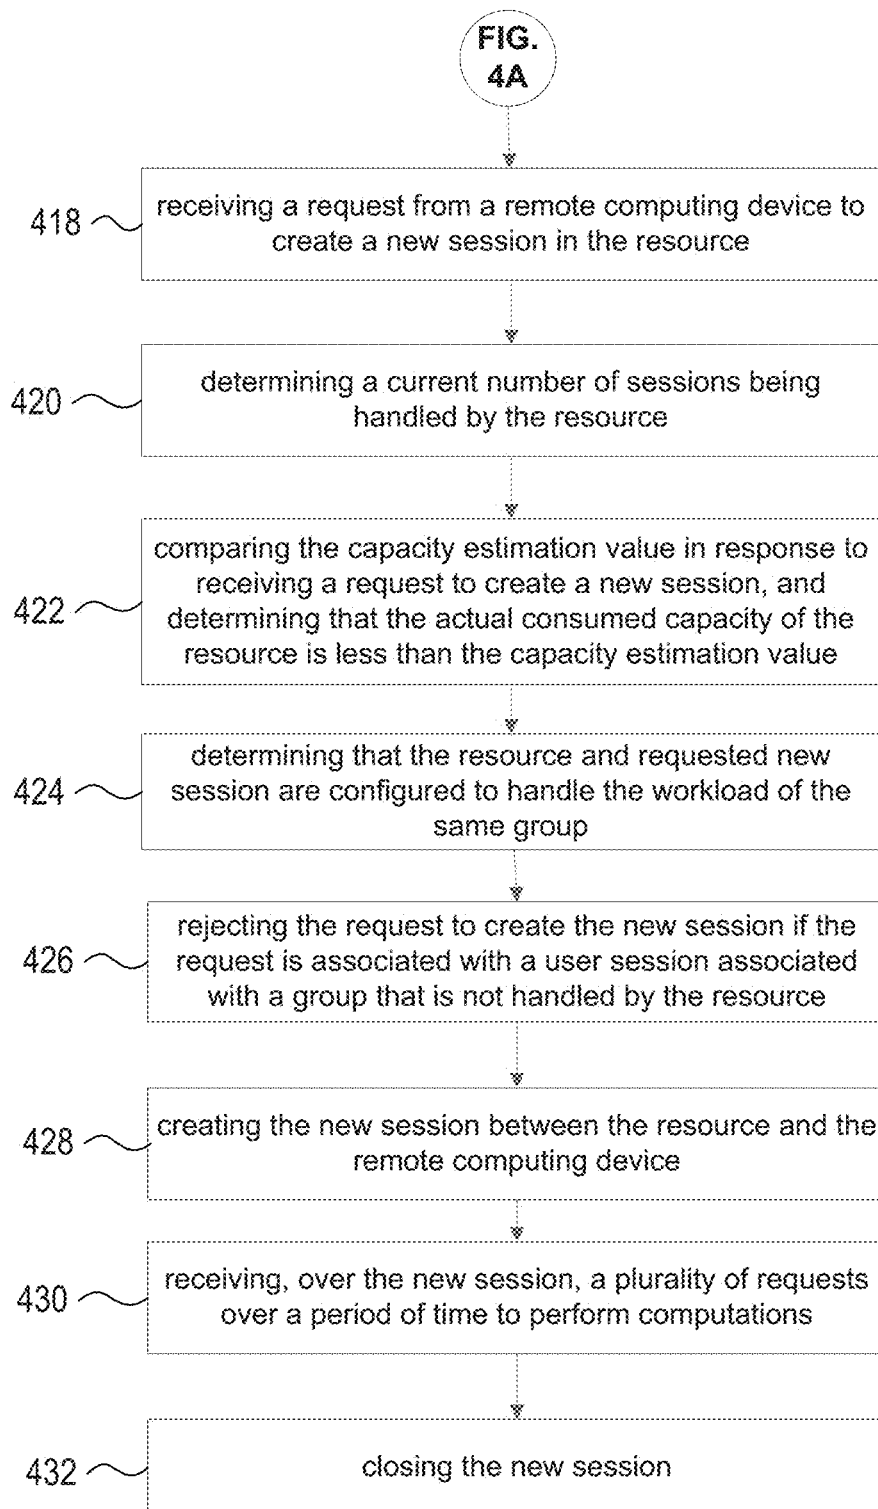 FIG.
4A
418
receiving a request from a remote computing device to
create a new session in the resource
420
determining a current number of sessions being
handled by the resource
422
comparing the capacity estimation value in response to
receiving a request to create a new session, and
determining that the actual consumed capacity of the
resource is less than the capacity estimation value
424
determining that the resource and requested new
session are configured to handle the workload of the
same group
426
rejecting the request to create the new session if the
request is associated with a user session associated
with a group that is not handled by the resource
428
creating the new session between the resource and the
remote computing device
430
receiving, over the new session, a plurality of requests
over a period of time to perform computations
432
closing the new session